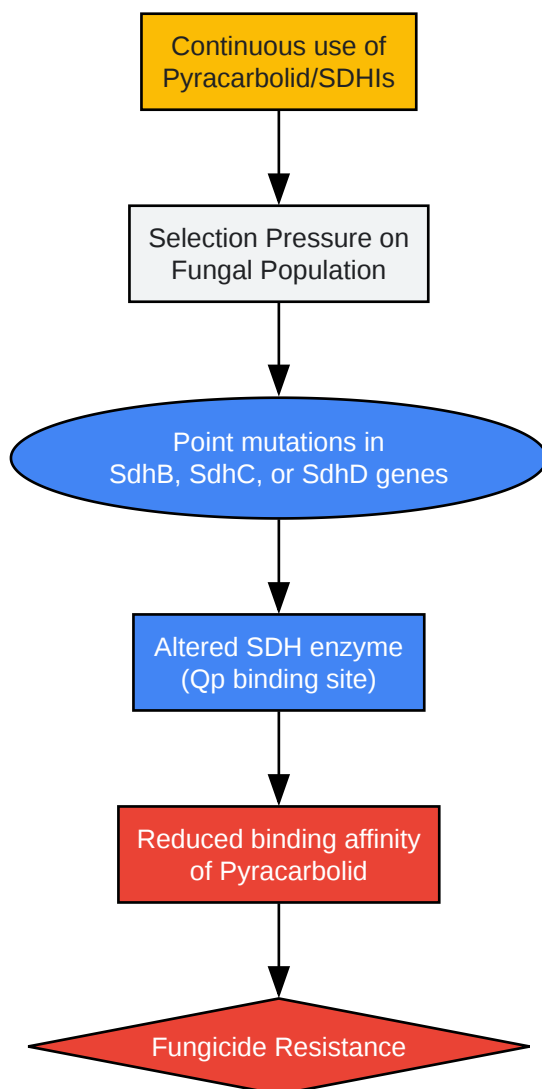 Continuous use of
Pyracarbolid/SDHIs
Selection Pressure on
Fungal Population
Point mutations in
SdhB, SdhC, or SdhD genes
Altered SDH enzyme
(Qp binding site)
Reduced binding affinity
of Pyracarbolid
Fungicide Resistance